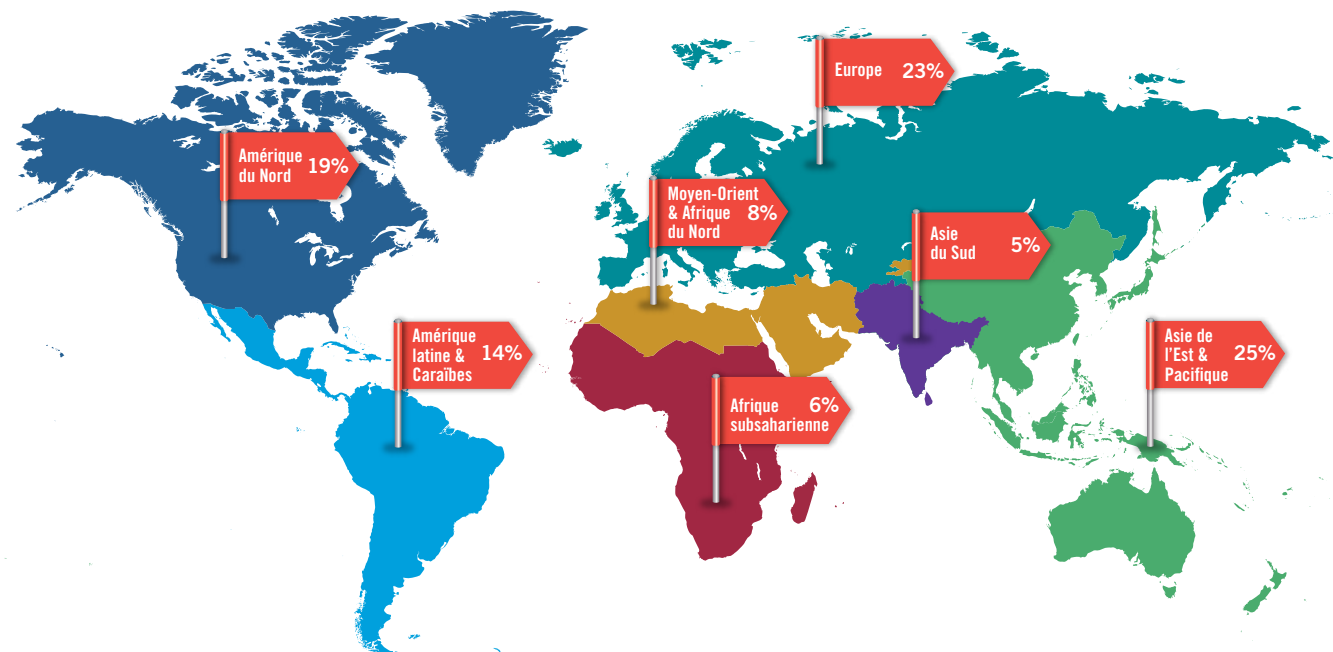 Europe 23%
Amérique
du Nord 19%
Moyen-Orient
& Afrique 8%
du Nord
Asie
du Sud 5%
Amérique
latine & 14%
Caraïbes
Asie de
l'Est & 25%
Pacifique
Afrique 6%
subsaharienne